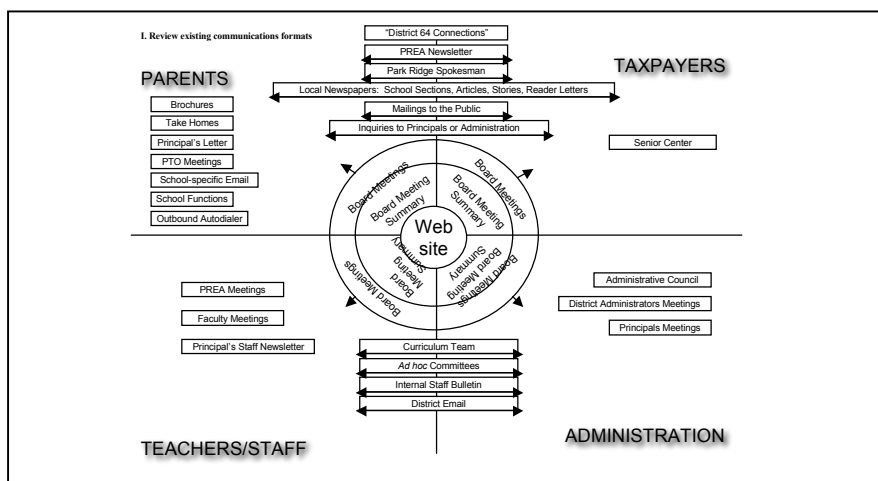 I. Review existing communications formats
"District 64 Connections"
PREA Newsletter
Park Ridge Spokesman
Local Newspapers: School Sections, Articles, Stories, Reader Letters
Mailings to the Public
Inquiries to Principals or Administration
PARENTS
Brochures
Take Homes
Principal's Letter
PTO Meetings
School-specific Email
School Functions
Outbound Autodialer
TAXPAYERS
Senior Center
Board Meetings
Board Meeting
Summary
Board Meetings
Board Meeting
Summary
Web
site
Board Meetings
Board
Meeting
Summary
Board Meetings
Board Meeting
Summary
PREA Meetings
Faculty Meetings
Principal's Staff Newsletter
Administrative Council
District Administrators Meetings
Principals Meetings
Curriculum Team
Ad hoc Committees
Internal Staff Bulletin
District Email
TEACHERS/STAFF
ADMINISTRATION